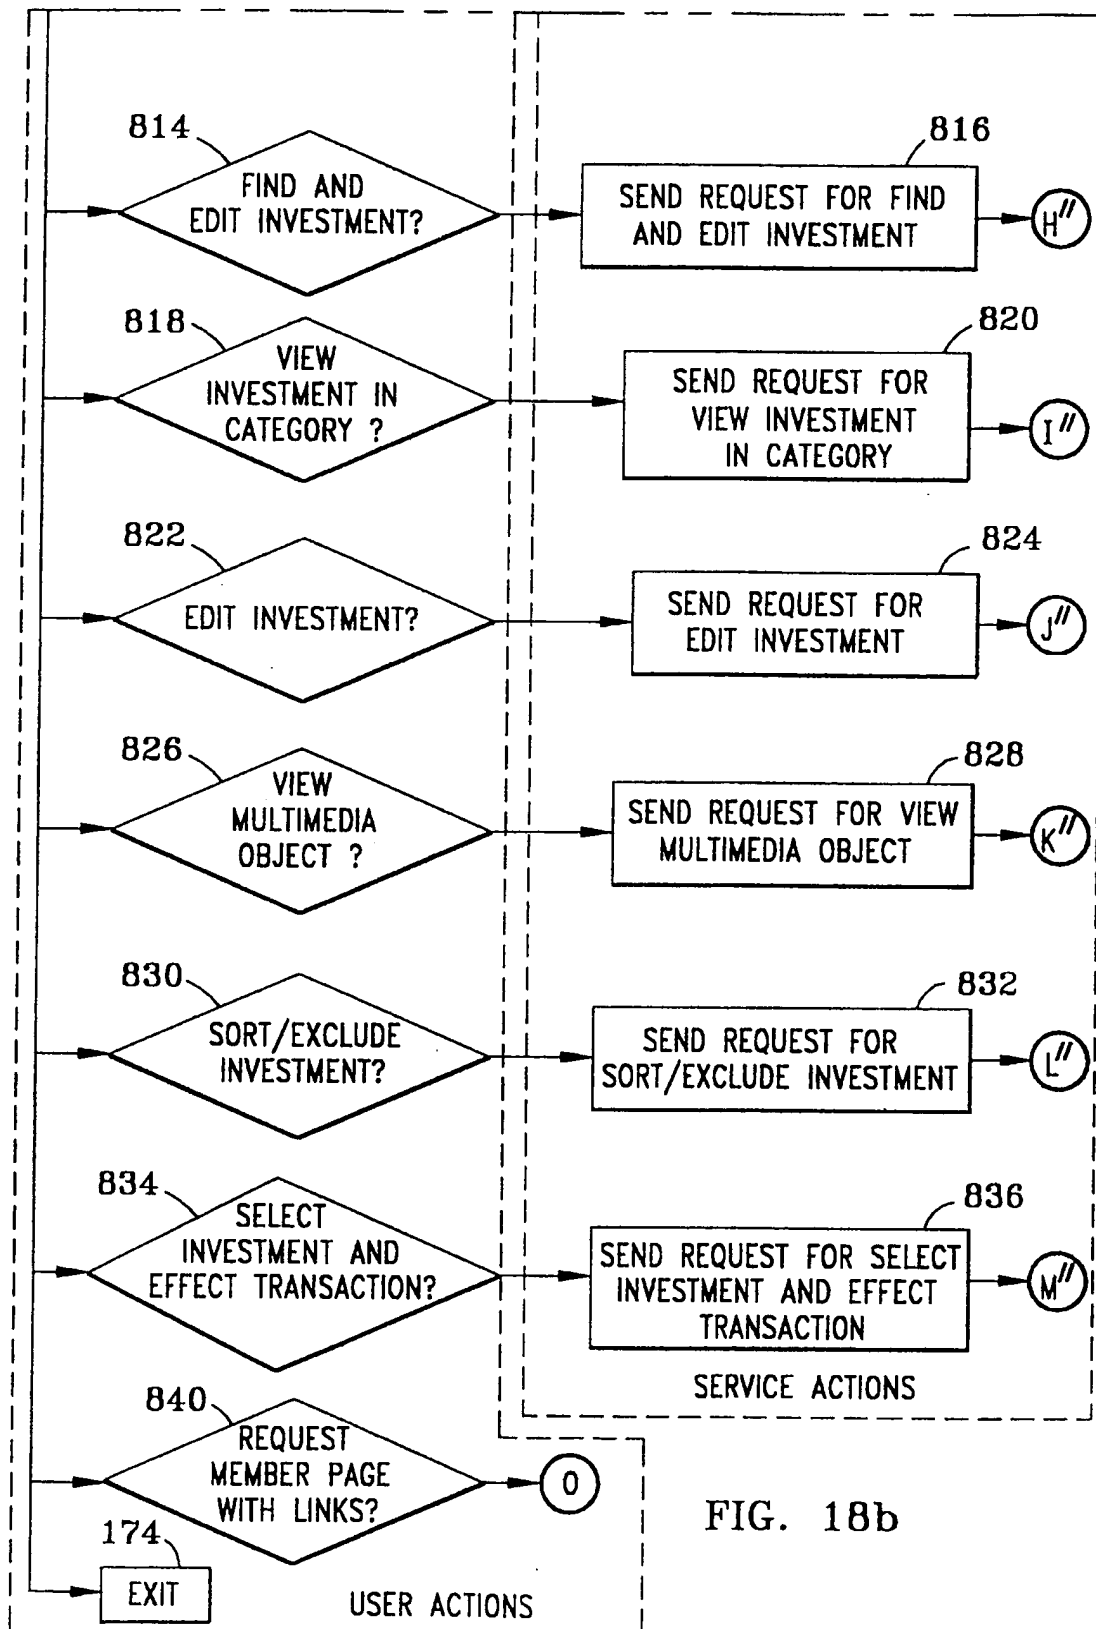 814
FIND AND
EDIT INVESTMENT?
816
SEND REQUEST FOR FIND
AND EDIT INVESTMENT
H"
818
VIEW
INVESTMENT IN
CATEGORY ?
820
SEND REQUEST FOR
VIEW INVESTMENT
IN CATEGORY
I"
822
EDIT INVESTMENT?
824
SEND REQUEST FOR
EDIT INVESTMENT
J"
826
VIEW
MULTIMEDIA
OBJECT ?
828
SEND REQUEST FOR VIEW
MULTIMEDIA OBJECT
K"
830
SORT/EXCLUDE
INVESTMENT?
832
SEND REQUEST FOR
SORT/EXCLUDE INVESTMENT
L"
834
SELECT
INVESTMENT AND
EFFECT TRANSACTION?
836
SEND REQUEST FOR SELECT
INVESTMENT AND EFFECT
TRANSACTION
M"
SERVICE ACTIONS
840
REQUEST
MEMBER PAGE
WITH LINKS?
O
174
EXIT
USER ACTIONS
FIG. 18b